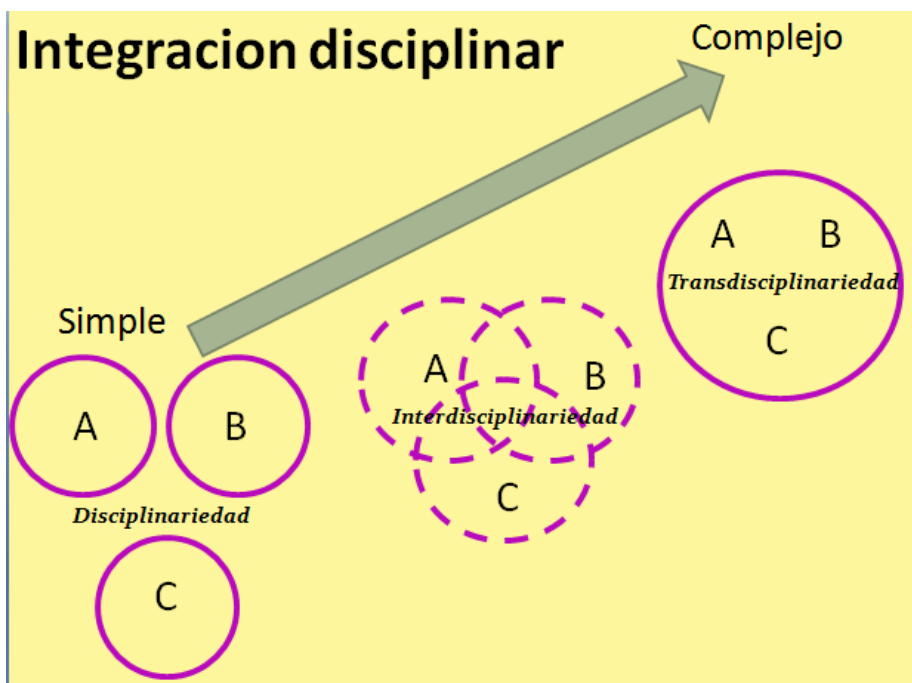 Integracion disciplinar
Complejo
Simple
A
B
Disciplinariedad
C
A
B
Interdisciplinariedad
C
A
B
Transdisciplinariedad
C